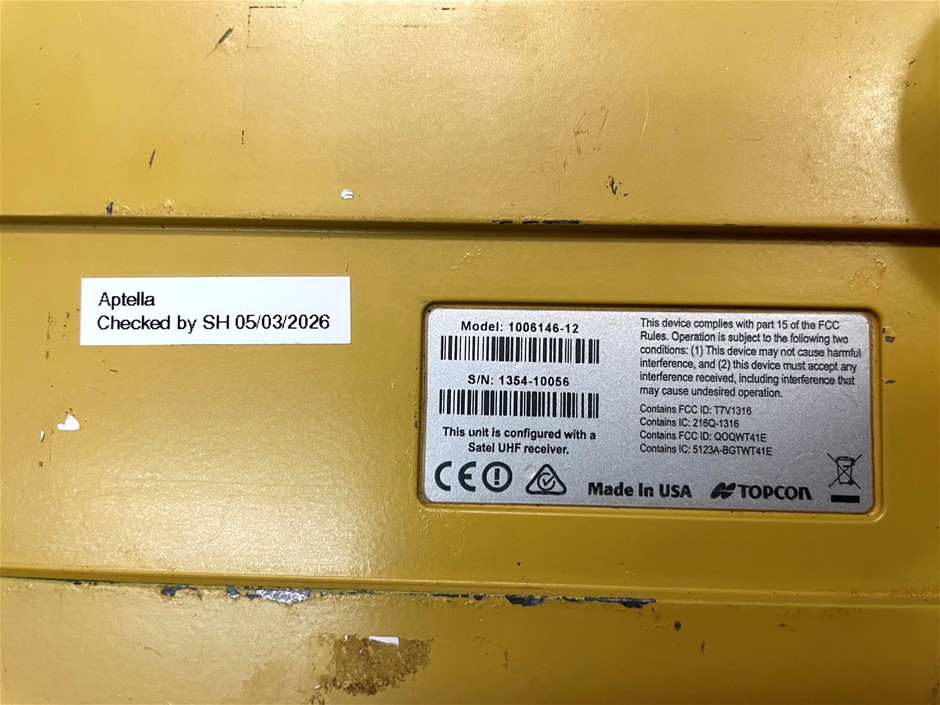 Aptella
Checked by SH 05/03/2026
Model: 1006146-12
S/N: 1354-10056
This unit is configured with a
Satel UHF receiver.
Made In USA
TOPCON
This device complies with part 15 of the FCC
Rules. Operation is subject to the following two
conditions: (1) This device may not cause harmful
interference, and (2) this device must accept any
interference received, including interference that
may cause undesired operation.
Contains FCC ID: T7V1316
Contains IC: 216Q-1316
Contains FCC ID: QOQWT41E
Contains IC: 5123A-BGTWT41E
CE